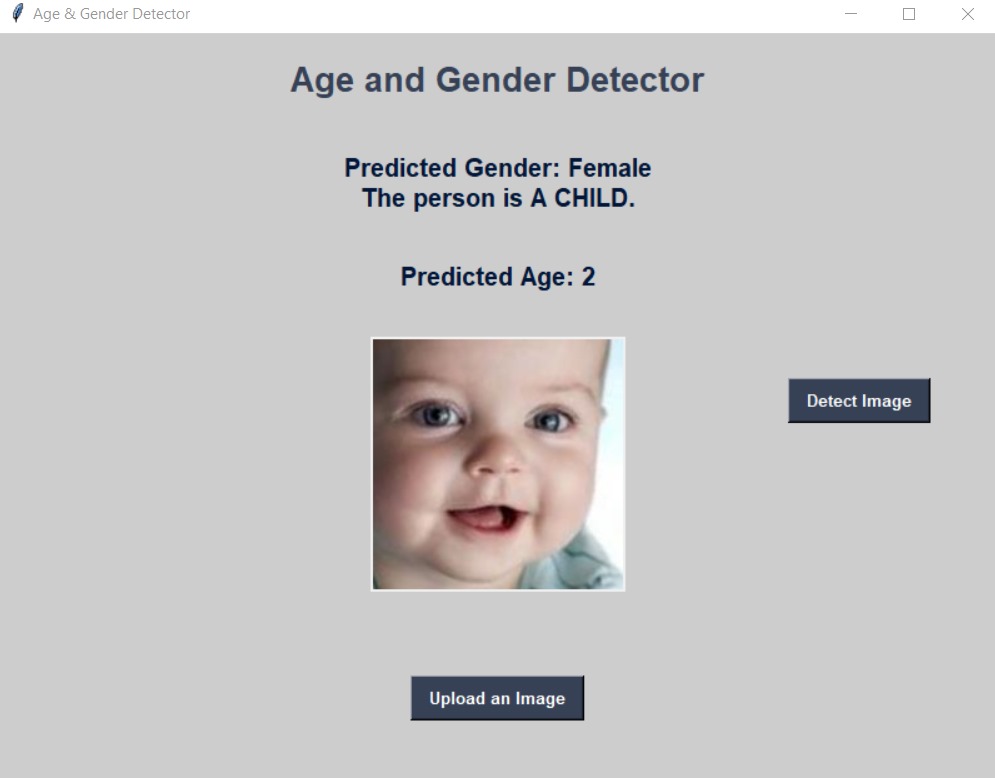 Age & Gender Detector
Age and Gender Detector
Predicted Gender: Female
The person is A CHILD.
Predicted Age: 2
Detect Image
Upload an Image